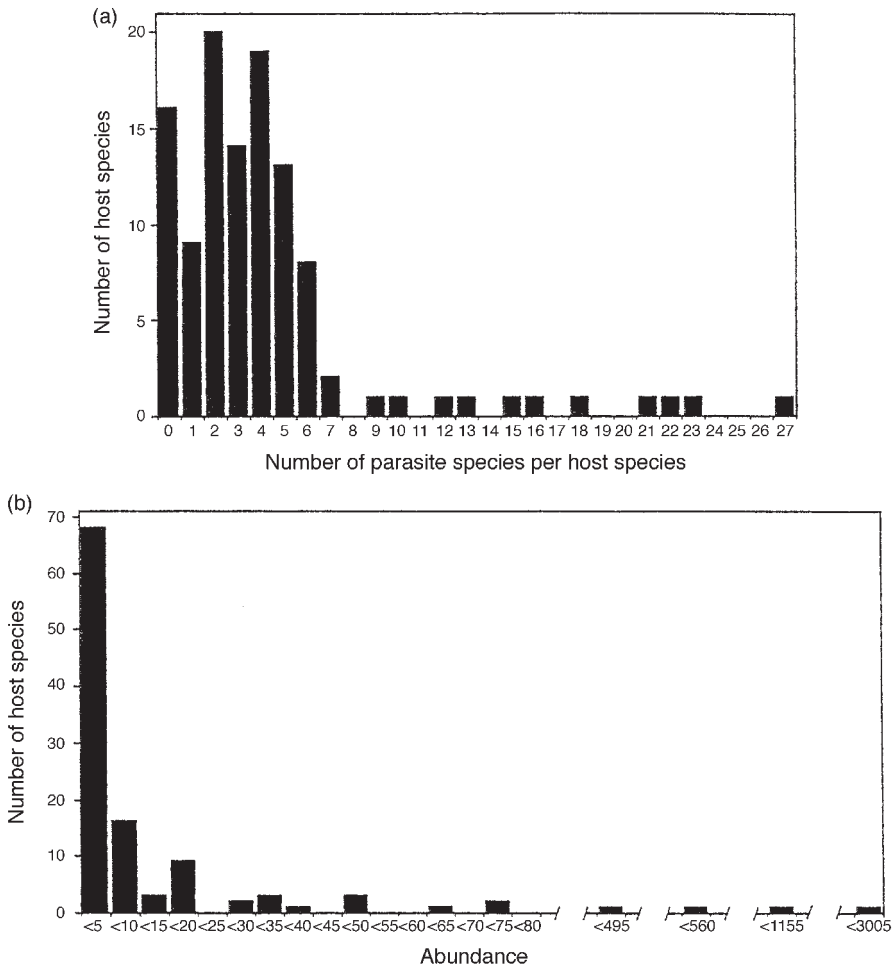 (a)
20
15
10
5
0
Number of host species
0 1 2 3 4 5 6 7 8 9 10 11 12 13 14 15 16 17 18 19 20 21 22 23 24 25 26 27
Number of parasite species per host species
(b)
70
60
50
40
30
20
10
0
Number of host species
<5 <10 <15 <20 <25 <30 <35 <40 <45 <50 <55 <60 <65 <70 <75 <80 <495 <560 <1155 <3005
Abundance